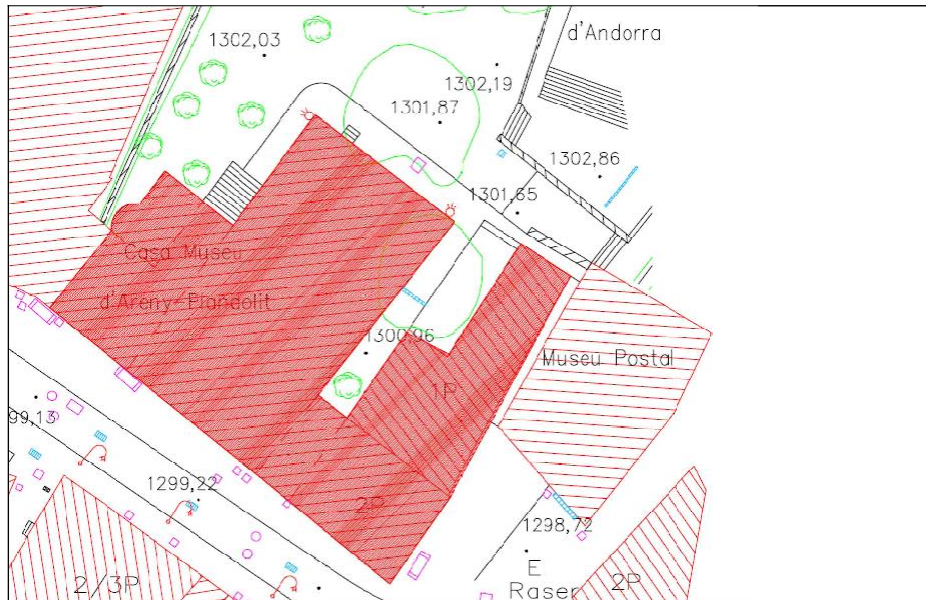 d'Andorra
1302,03
1302,19
1301,87
1302,86
1301,65
Casa Museu
d'Areny-Plandolit
1300,96
Museu Postal
1P
99,13
1299,22
2P
1298,72
E
Raser
2/3P
2P